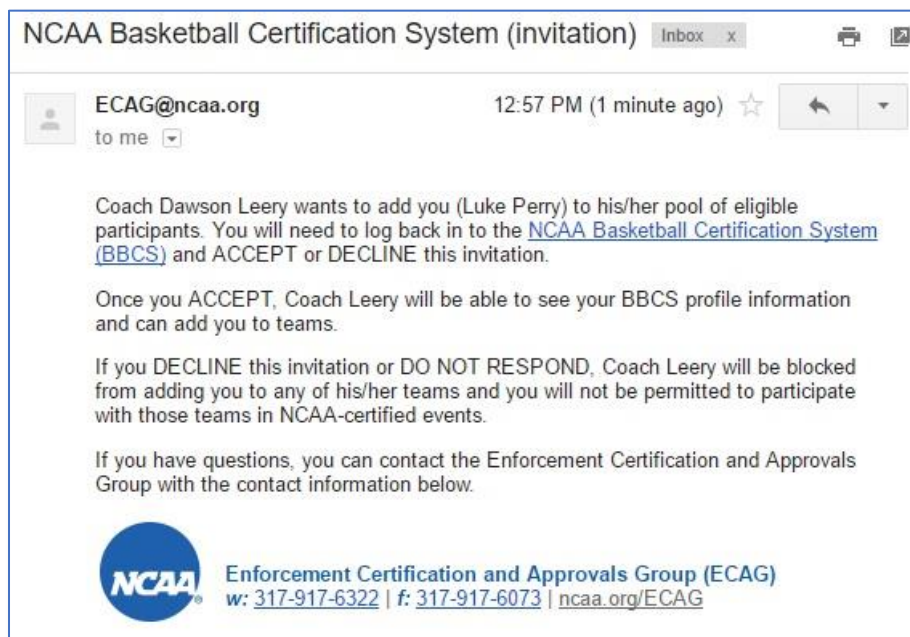 NCAA Basketball Certification System (invitation) Inbox x
ECAG@ncaa.org 12:57 PM (1 minute ago)
to me
Coach Dawson Leery wants to add you (Luke Perry) to his/her pool of eligible
participants. You will need to log back in to the NCAA Basketball Certification System
(BBCS) and ACCEPT or DECLINE this invitation.
Once you ACCEPT, Coach Leery will be able to see your BBCS profile information
and can add you to teams.
If you DECLINE this invitation or DO NOT RESPOND, Coach Leery will be blocked
from adding you to any of his/her teams and you will not be permitted to participate
with those teams in NCAA-certified events.
If you have questions, you can contact the Enforcement Certification and Approvals
Group with the contact information below.
NCAA®
Enforcement Certification and Approvals Group (ECAG)
w: 317-917-6322 | f: 317-917-6073 | ncaa.org/ECAG